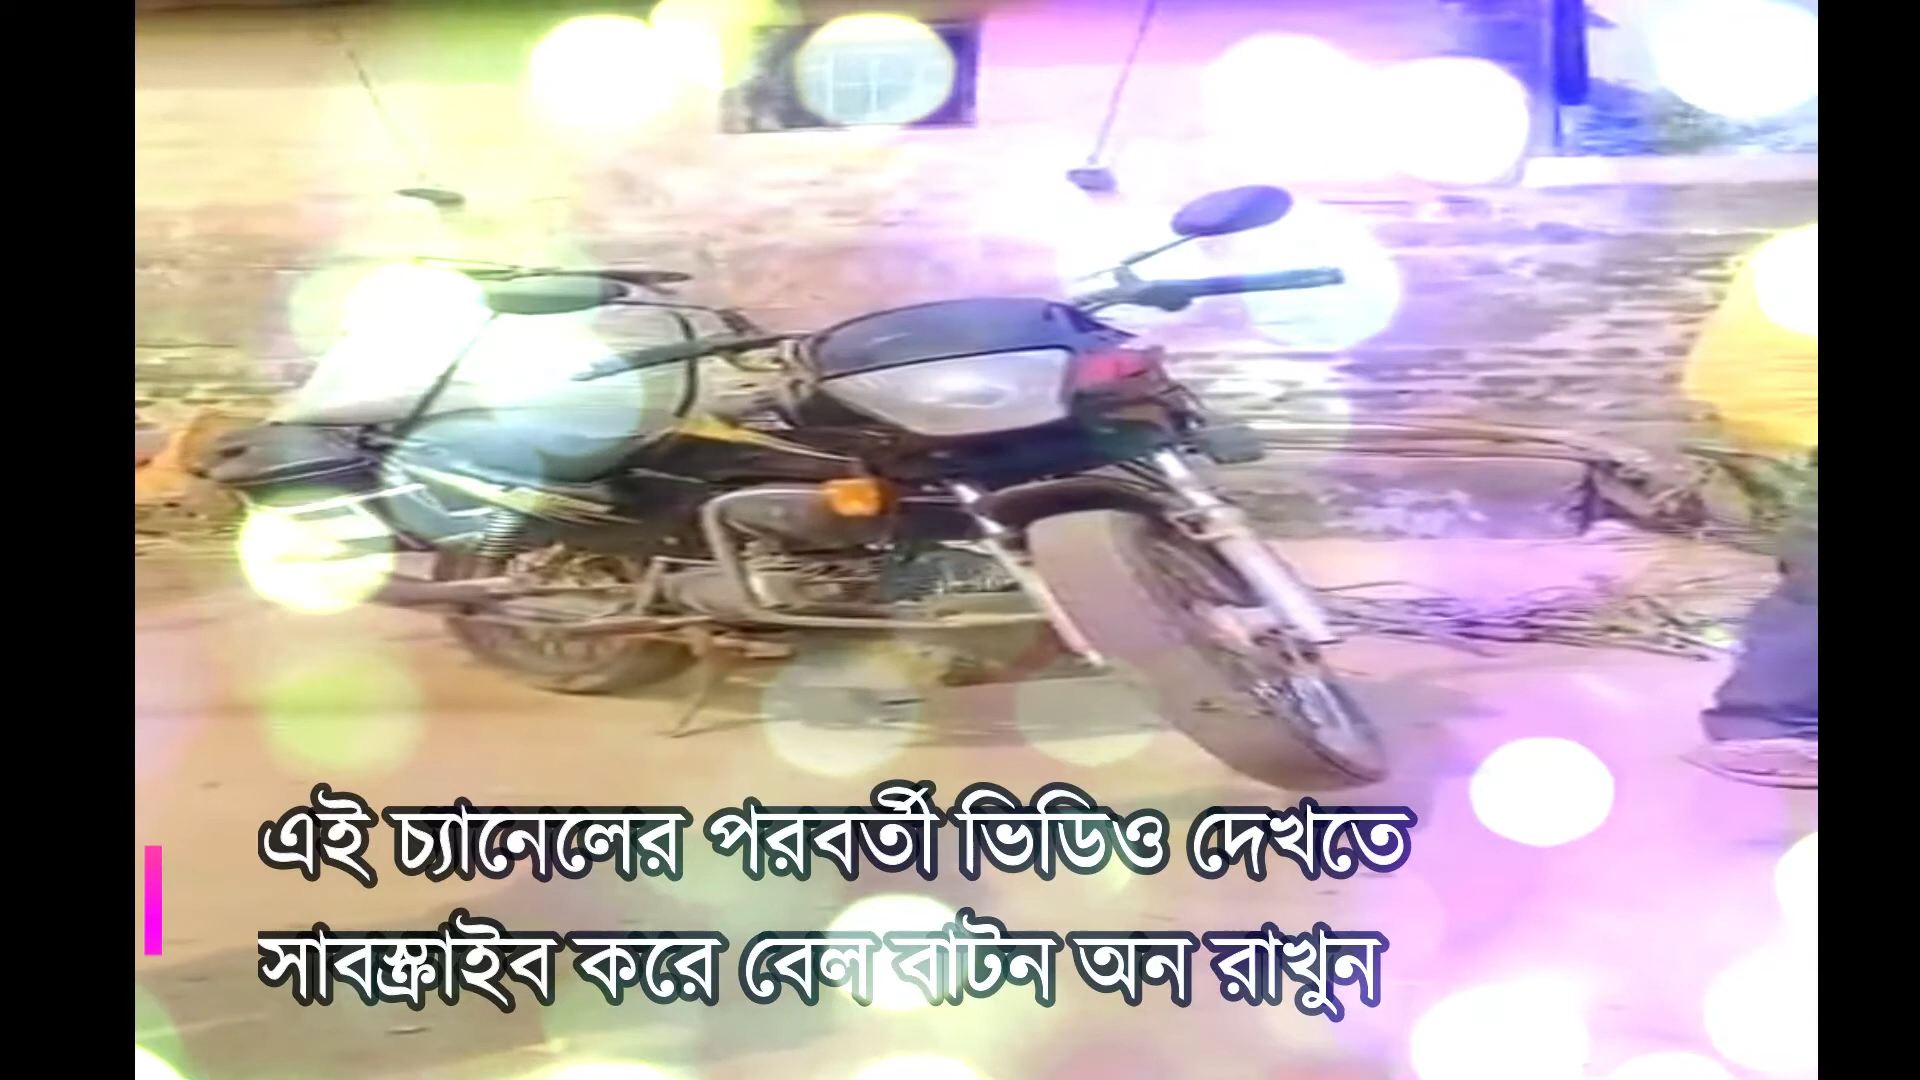 এই চ্যানেলের পরবর্তী ভিডিও দেখতে
সাবস্ক্রাইব করে বেল বাটন অন রাখুন